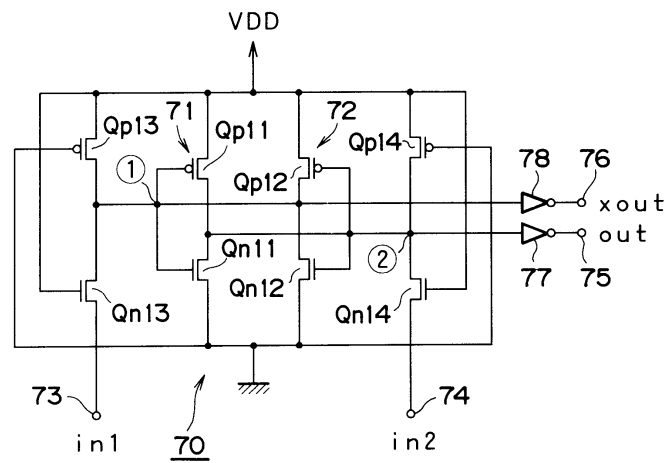 VDD
Qp13
71
Qp11
72
Qp12
Qp14
78
76
1
xout
out
2
77
75
Qn13
Qn11
Qn12
Qn14
73
in1
70
74
in2